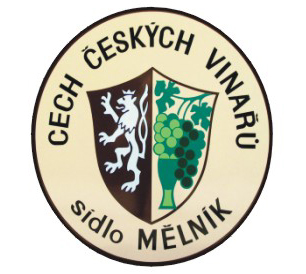 CECH ČESKÝCH VINAŘŮ
sídlo MĚLNÍK